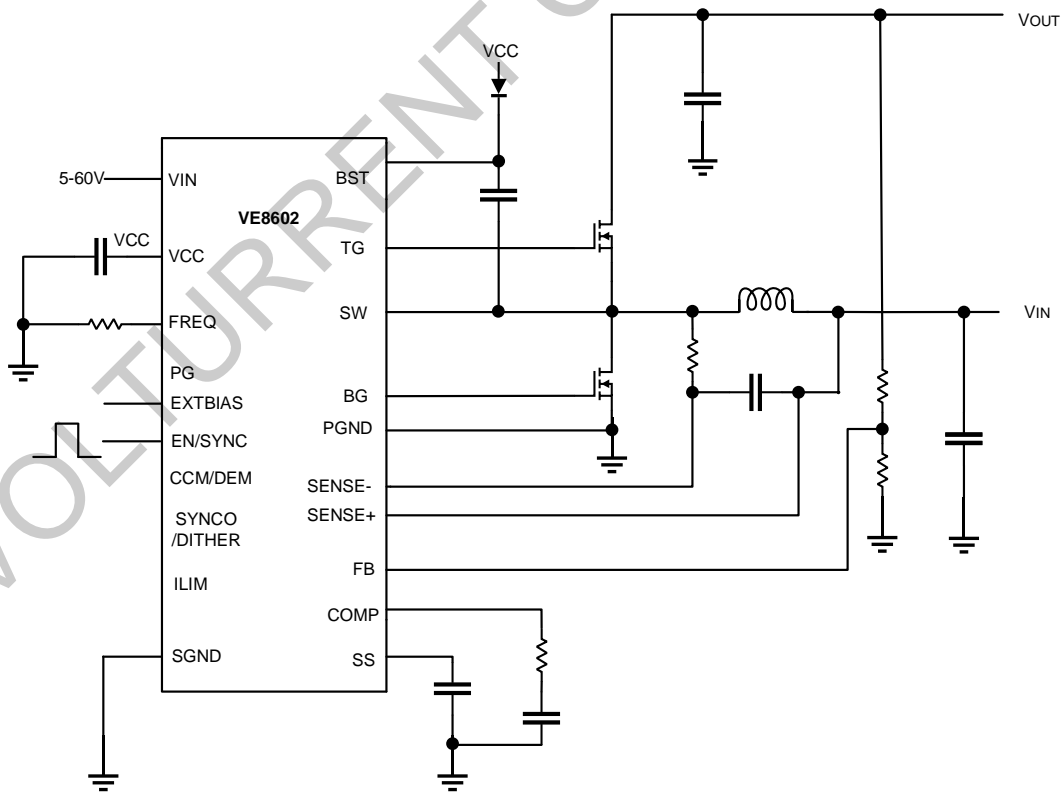 VOLTURRENT
VOUT
VCC
5-60V
VIN
BST
VE8602
VCC
VCC
TG
SW
FREQ
VIN
PG
EXTBIAS
BG
EN/SYNC
PGND
CCM/DEM
SENSE-
SENSE+
SYNCO
/DITHER
FB
ILIM
COMP
SGND
SS